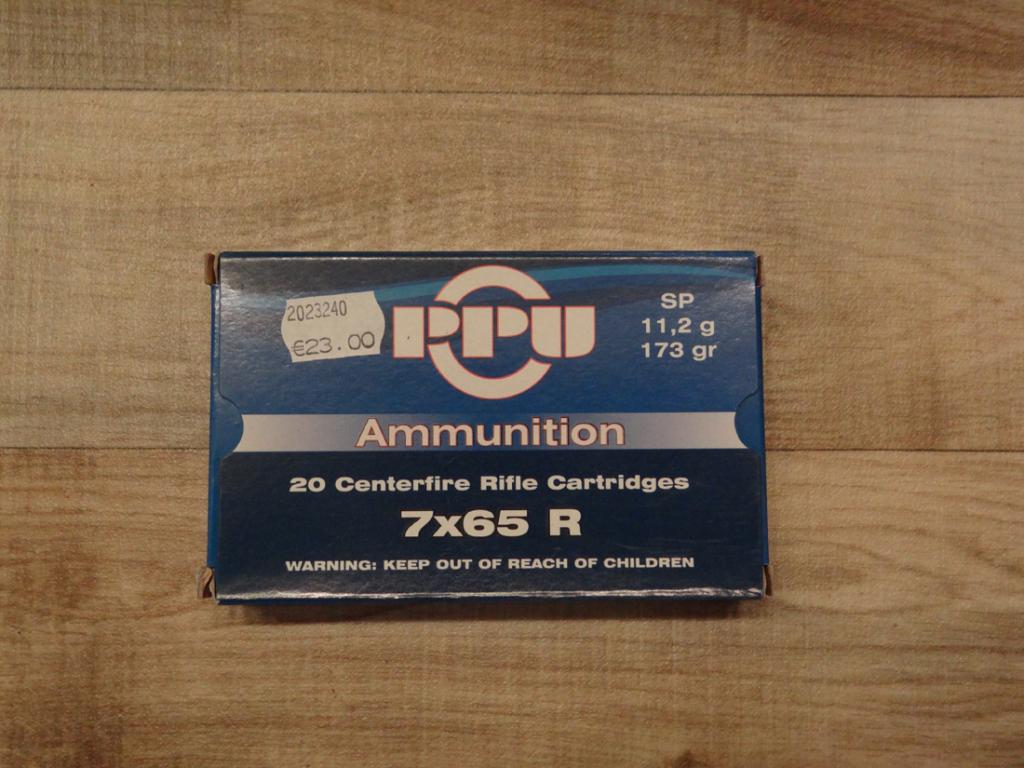 2023240
€23.00
PPU
SP
11,2 g
173 gr
Ammunition
20 Centerfire Rifle Cartridges
7x65 R
WARNING: KEEP OUT OF REACH OF CHILDREN